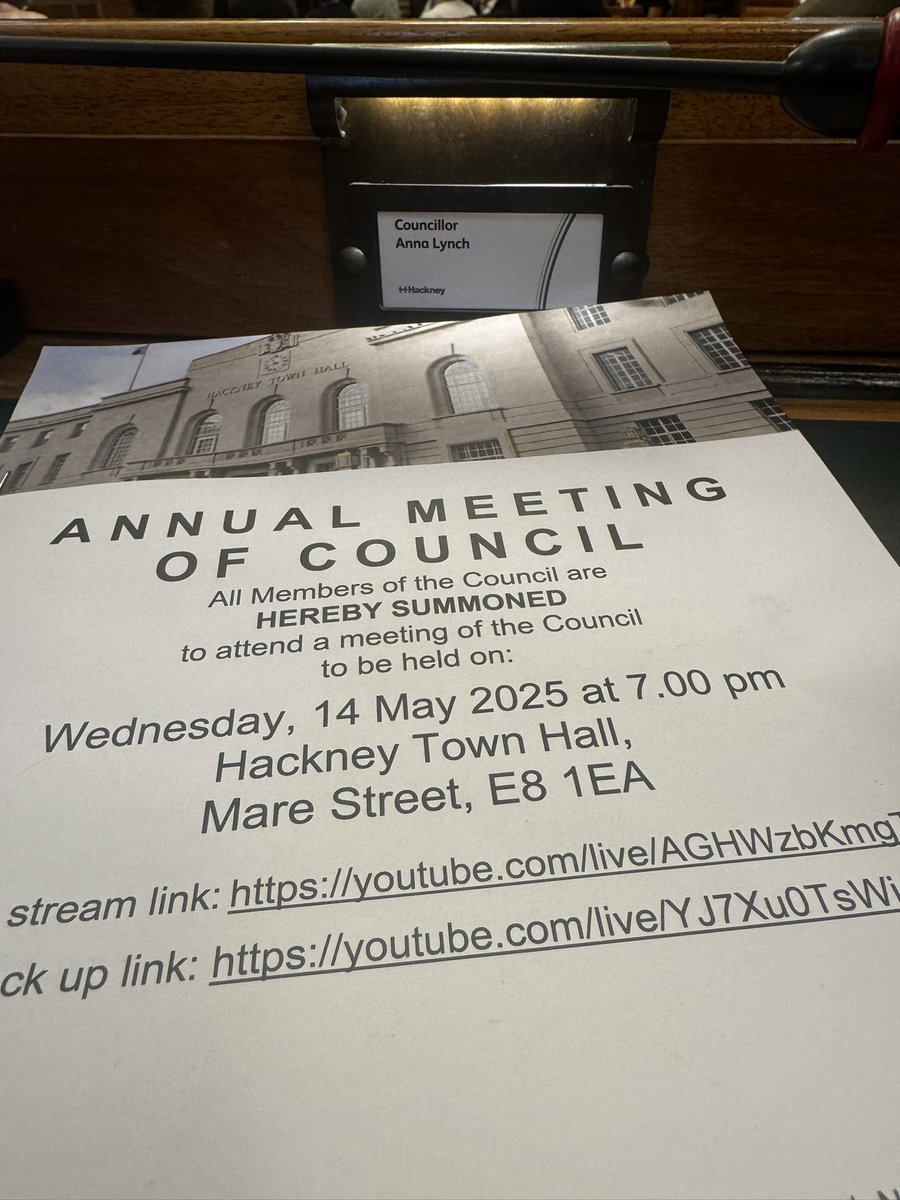 Councillor
Anna Lynch
Hackney
HACKNEY TOWN HALL
ANNUAL MEETING
OF COUNCIL
All Members of the Council are
HEREBY SUMMONED
to attend a meeting of the Council
to be held on:
Wednesday, 14 May 2025 at 7.00 pm
Hackney Town Hall,
Mare Street, E8 1EA
stream link: https://youtube.com/live/AGHWzbKmgT
ck up link: https://youtube.com/live/YJ7Xu0TsWi